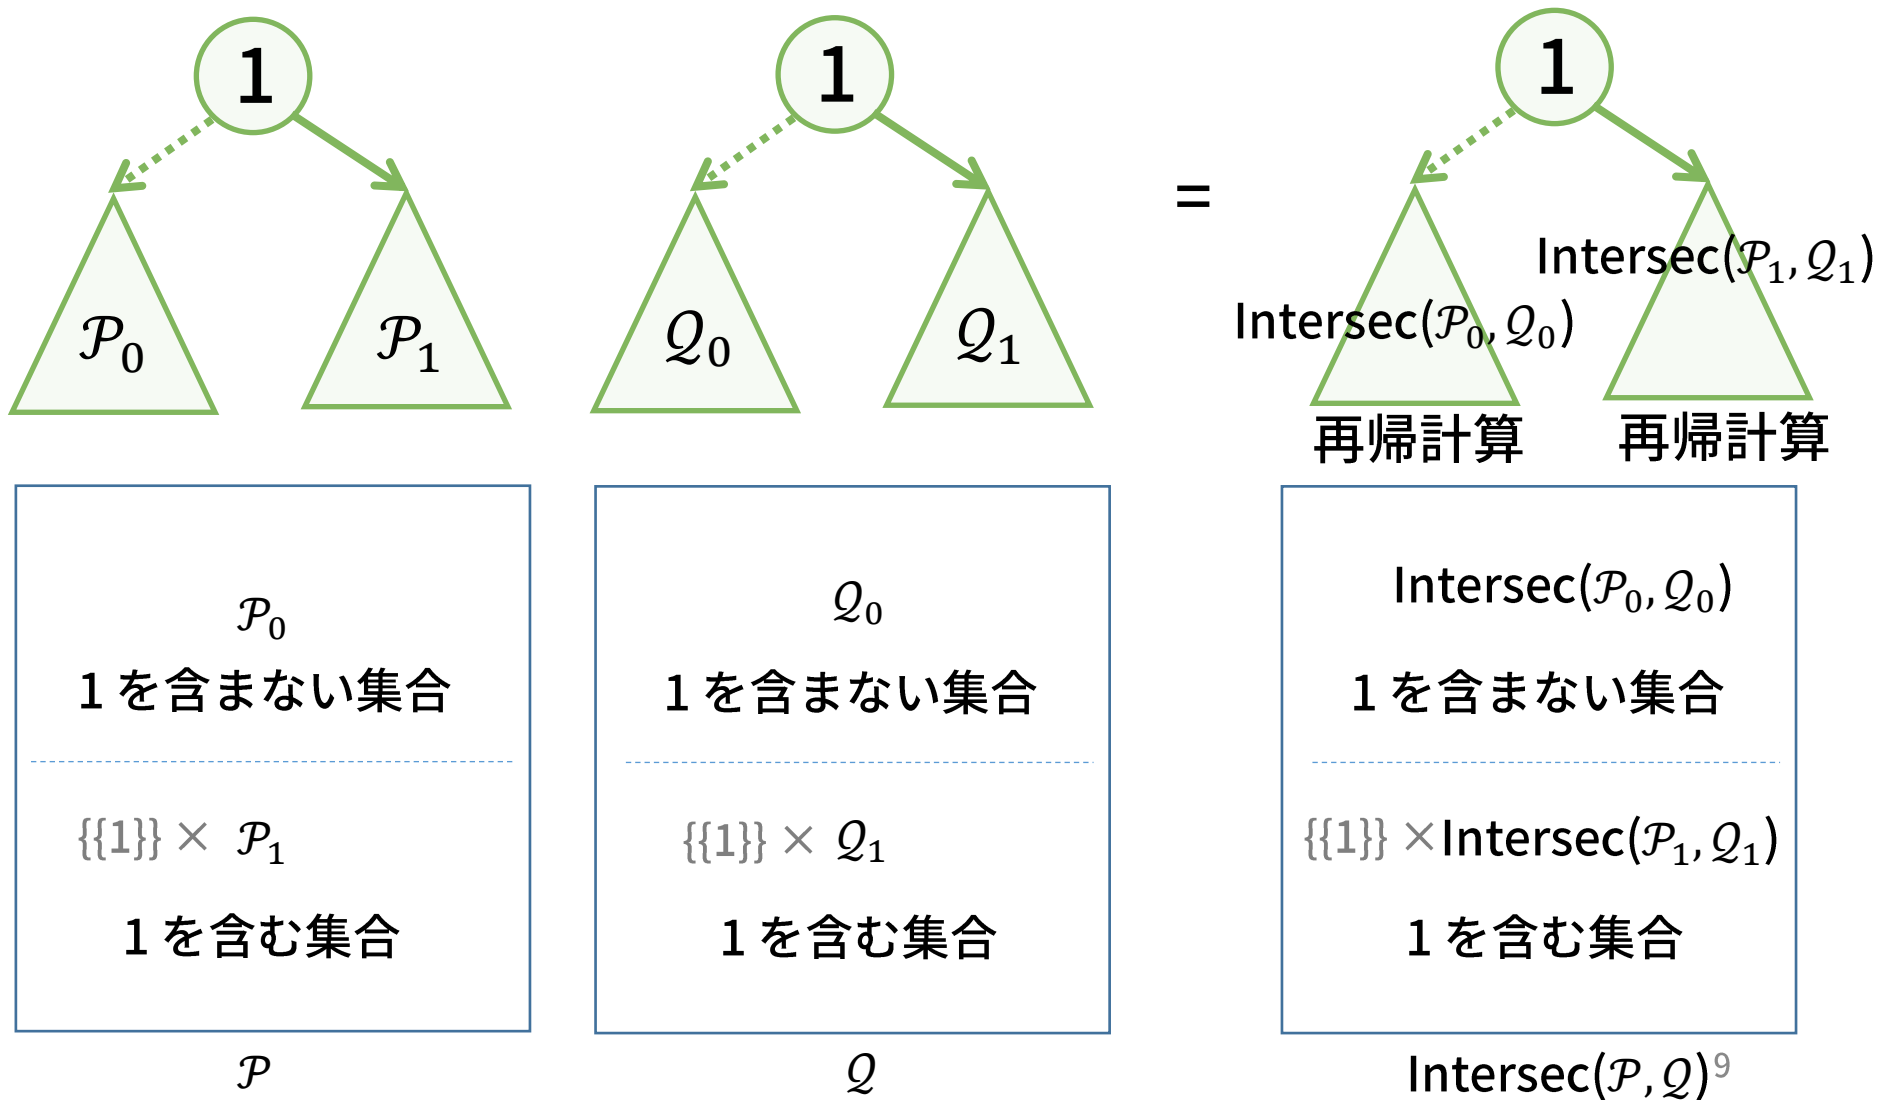 1
1
1
=
𝒫₀
𝒫₁
𝒬₀
𝒬₁
Intersec(𝒫₀, 𝒬₀)
Intersec(𝒫₁, 𝒬₁)
再帰計算
再帰計算
𝒫₀
1 を含まない集合
{{1}} × 𝒫₁
1 を含む集合
𝒫
𝒬₀
1 を含まない集合
{{1}} × 𝒬₁
1 を含む集合
𝒬
Intersec(𝒫₀, 𝒬₀)
1 を含まない集合
{{1}} ×Intersec(𝒫₁, 𝒬₁)
1 を含む集合
Intersec(𝒫, 𝒬)
9